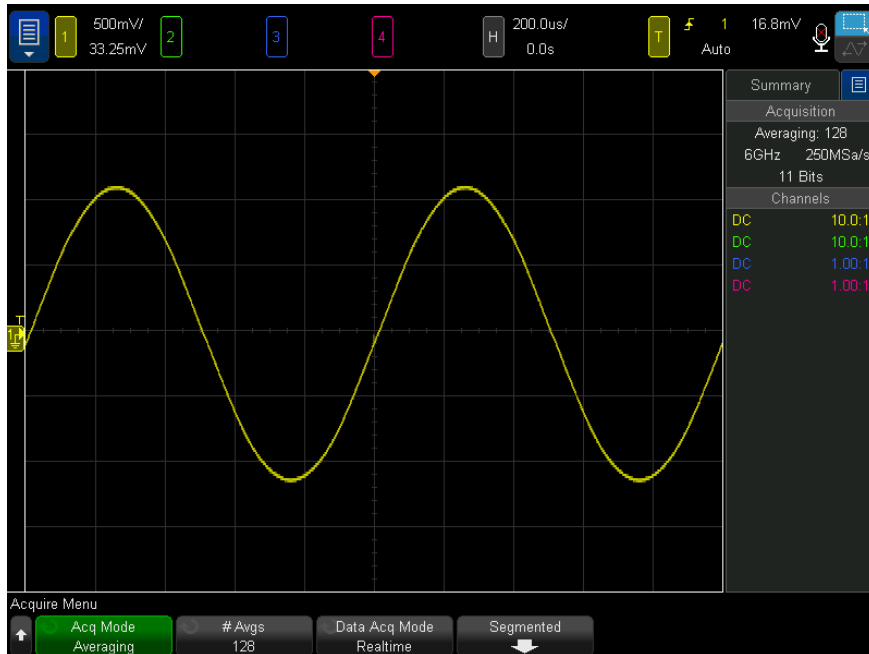 1 500mV/ 33.25mV 2 3 4 H 200.0us/ 0.0s T 1 16.8mV Auto
Summary
Acquisition
Averaging: 128
6GHz 250MSa/s
11 Bits
Channels
DC 10.0:1
DC 10.0:1
DC 1.00:1
DC 1.00:1
T
1
Acquire Menu
Acq Mode
Averaging
# Avgs
128
Data Acq Mode
Realtime
Segmented